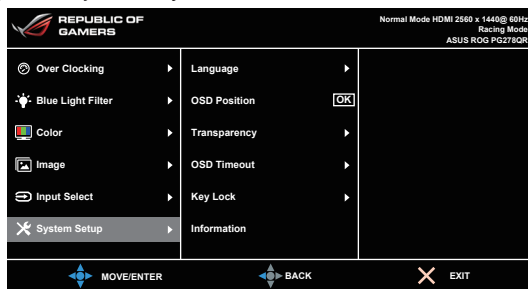 REPUBLIC OF
GAMERS
Normal Mode HDMI 2560 x 1440@ 60Hz
Racing Mode
ASUS ROG PG278QR
Over Clocking
Blue Light Filter
Color
Image
Input Select
System Setup
Language
OSD Position OK
Transparency
OSD Timeout
Key Lock
Information
MOVE/ENTER
BACK
EXIT